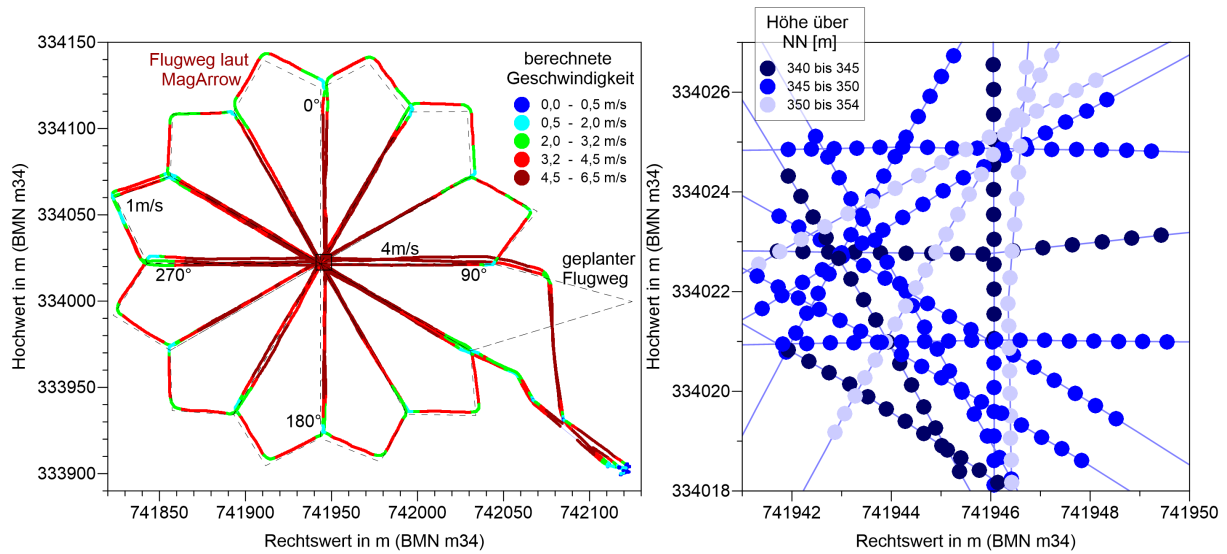 334150
334100
334050
334000
333950
333900
Hochwert in m (BMN m34)
741850
741900
741950
742000
742050
742100
Rechtswert in m (BMN m34)
Flugweg laut
MagArrow
berechnete
Geschwindigkeit
0,0 - 0,5 m/s
0,5 - 2,0 m/s
2,0 - 3,2 m/s
3,2 - 4,5 m/s
4,5 - 6,5 m/s
0°
1m/s
4m/s
270°
90°
geplanter
Flugweg
180°
Höhe über
NN [m]
340 bis 345
345 bis 350
350 bis 354
334026
334024
334022
334020
334018
Hochwert in m (BMN m34)
741942
741944
741946
741948
741950
Rechtswert in m (BMN m34)